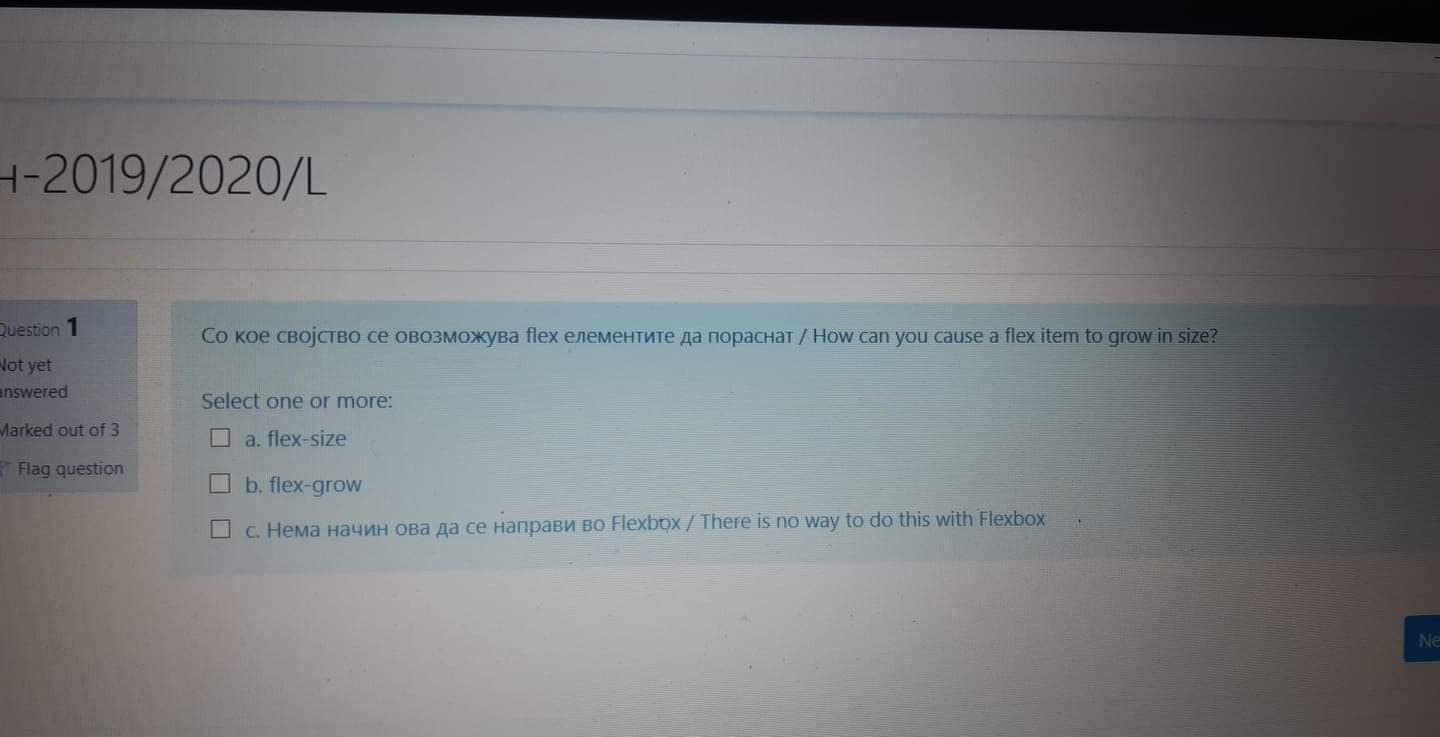 -2019/2020/L
Question 1
Not yet
answered
Marked out of 3
Flag question
Со кое својство се овозможува flex елементите да пораснат / How can you cause a flex item to grow in size?
Select one or more:
a. flex-size
b. flex-grow
c. Нема начин ова да се направи во Flexbox / There is no way to do this with Flexbox
Ne